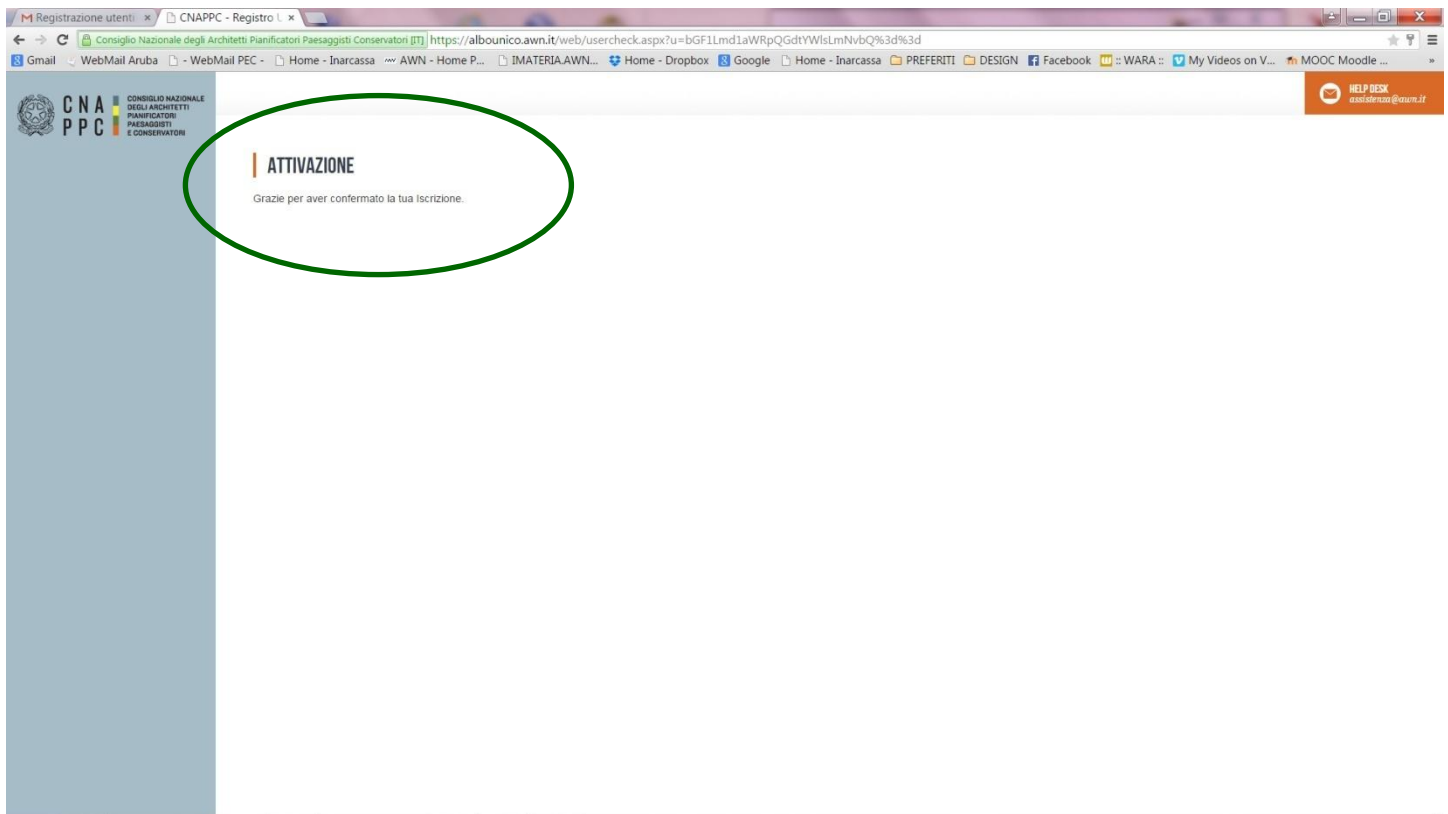 Registrazione utenti
CNAPPC - Registro U
Consiglio Nazionale degli Architetti Pianificatori Paesaggisti Conservatori [IT] https://albounico.awn.it/web/usercheck.aspx?u=bGF1Lmd1aWRpQGdtYWlsLmNvbQ%3d%3d
Gmail WebMail Aruba - WebMail PEC - Home - Inarcassa AWN - Home P... IMATERIA.AWN... Home - Dropbox Google Home - Inarcassa PREFERITI DESIGN Facebook :: WARA :: My Videos on V... MOOC Moodle ... »
CNA
PPC
CONSIGLIO NAZIONALE
DEGLI ARCHITETTI
PIANIFICATORI
PAESAGGISTI
E CONSERVATORI
HELP DESK
assistenza@awn.it
ATTIVAZIONE
Grazie per aver confermato la tua Iscrizione.